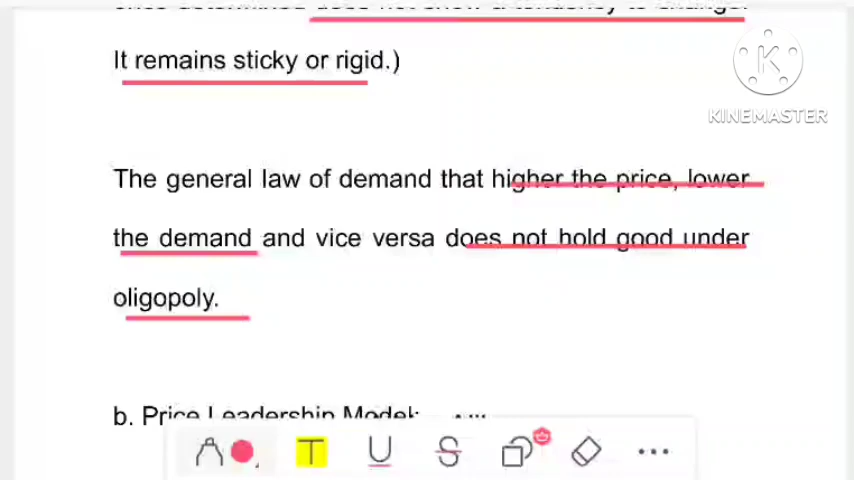 It remains sticky or rigid.)
K
KINEMASTER
The general law of demand that higher the price, lower
the demand and vice versa does not hold good under
oligopoly.
b. Price Leadership Model:
T
U
S